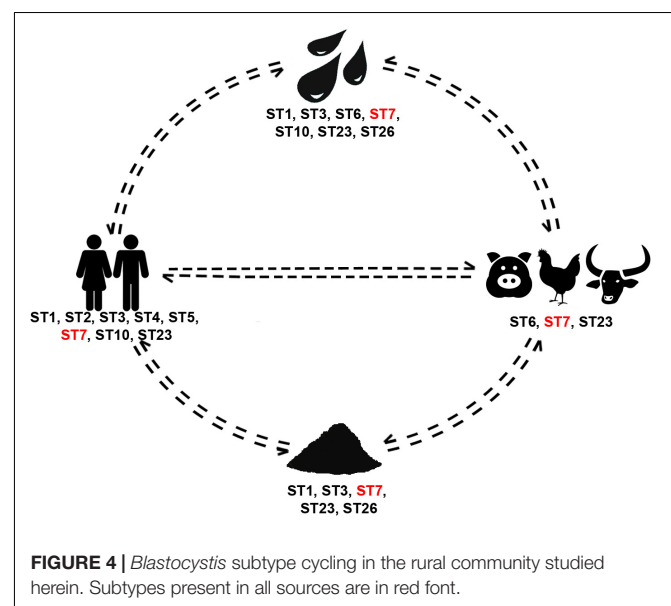 ST1, ST3, ST6, ST7,
ST10, ST23, ST26
ST1, ST2, ST3, ST4, ST5,
ST7, ST10, ST23
ST6, ST7, ST23
ST1, ST3, ST7,
ST23, ST26
FIGURE 4 | Blastocystis subtype cycling in the rural community studied
herein. Subtypes present in all sources are in red font.